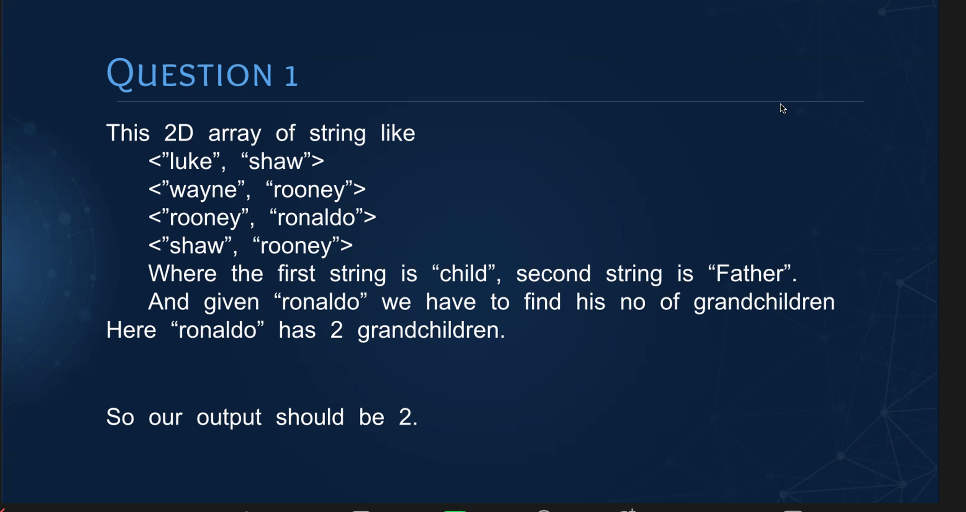 QUESTION 1
This 2D array of string like
<”luke”, “shaw”>
<”wayne”, “rooney”>
<”rooney”, “ronaldo”>
<”shaw”, “rooney”>
Where the first string is “child”, second string is “Father”.
And given “ronaldo” we have to find his no of grandchildren
Here “ronaldo” has 2 grandchildren.
So our output should be 2.